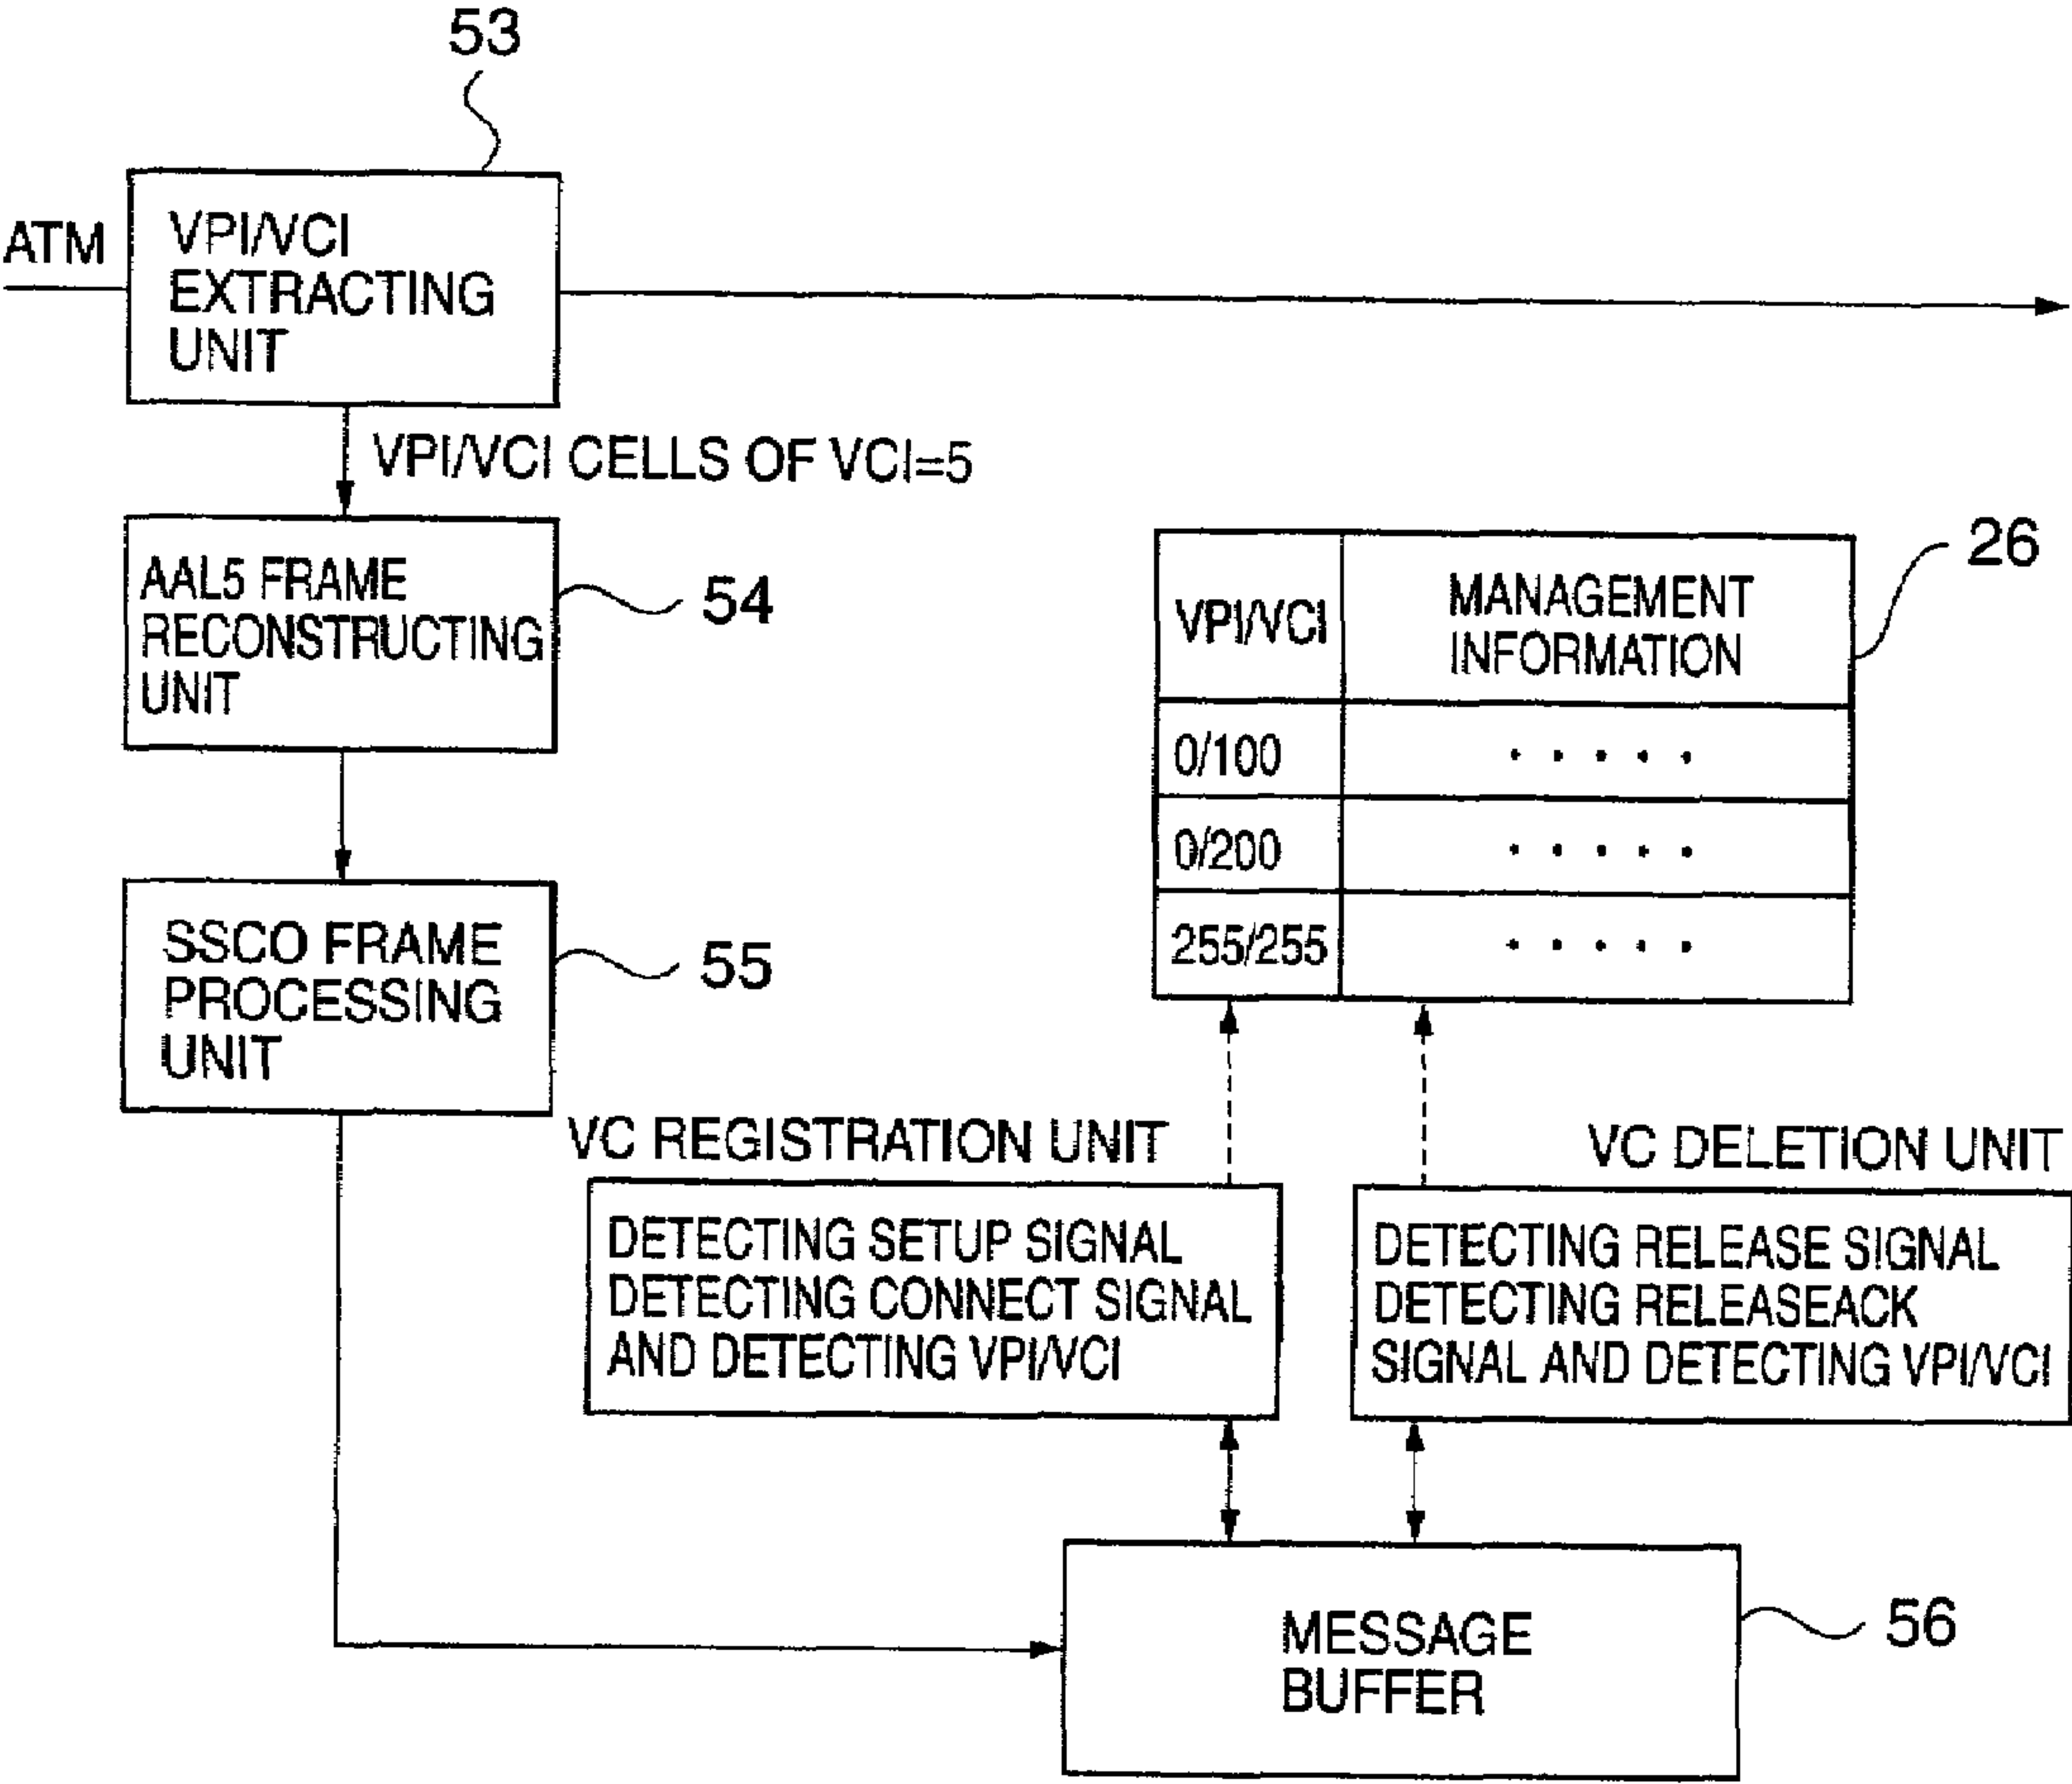 53
ATM
VPI/VCI
EXTRACTING
UNIT
VPI/VCI CELLS OF VCI=5
AAL5 FRAME
RECONSTRUCTING
UNIT
54
SSCO FRAME
PROCESSING
UNIT
55
VPI/VCI
MANAGEMENT
INFORMATION
26
0/100
.....
0/200
.....
255/255
.....
VC REGISTRATION UNIT
DETECTING SETUP SIGNAL
DETECTING CONNECT SIGNAL
AND DETECTING VPI/VCI
VC DELETION UNIT
DETECTING RELEASE SIGNAL
DETECTING RELEASEACK
SIGNAL AND DETECTING VPI/VCI
MESSAGE
BUFFER
56